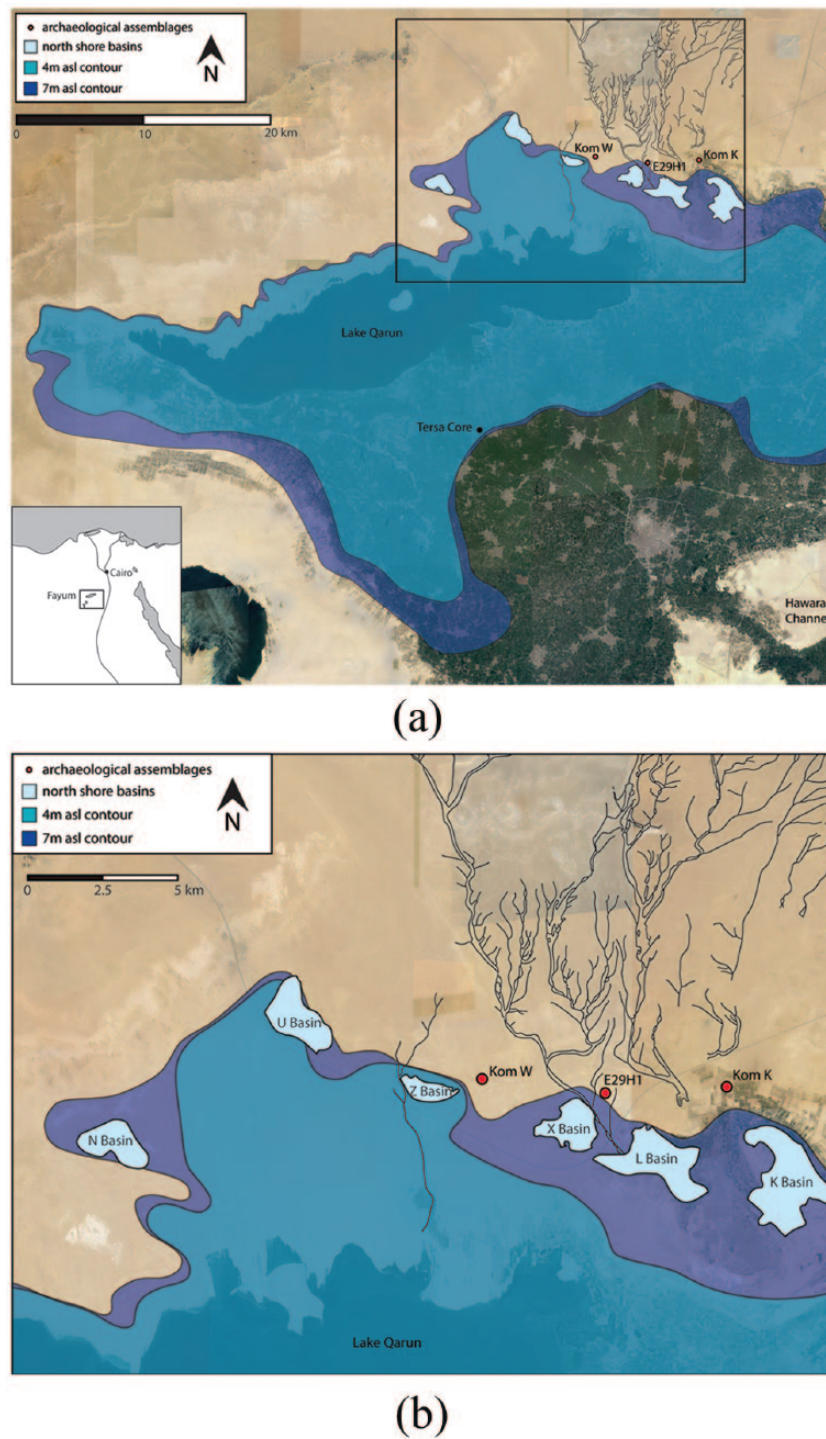 (a)
archaeological assemblages
north shore basins
4m asl contour
7m asl contour
N
0 10 20 km
Kom W
E29H1
Kom K
Lake Qarun
Tersa Core
Cairo
Fayum
Hawara
Channel
(a)
archaeological assemblages
north shore basins
4m asl contour
7m asl contour
N
0 2.5 5 km
U Basin
Kom W
Z Basin
E29H1
Kom K
N Basin
X Basin
L Basin
K Basin
Lake Qarun
(b)